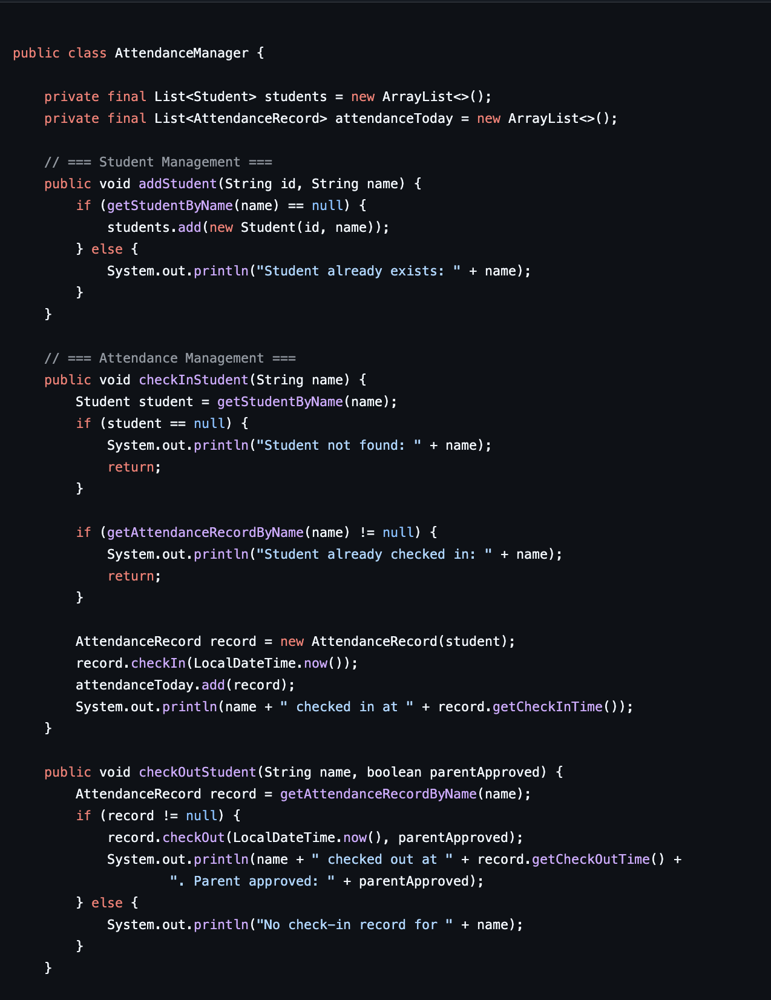 public class AttendanceManager {
private final List<Student> students = new ArrayList<>();
private final List<AttendanceRecord> attendanceToday = new ArrayList<>();
// === Student Management ===
public void addStudent(String id, String name) {
if (getStudentByName(name) == null) {
students.add(new Student(id, name));
} else {
System.out.println("Student already exists: " + name);
}
}
// === Attendance Management ===
public void checkInStudent(String name) {
Student student = getStudentByName(name);
if (student == null) {
System.out.println("Student not found: " + name);
return;
}
if (getAttendanceRecordByName(name) != null) {
System.out.println("Student already checked in: " + name);
return;
}
AttendanceRecord record = new AttendanceRecord(student);
record.checkIn(LocalDateTime.now());
attendanceToday.add(record);
System.out.println(name + " checked in at " + record.getCheckInTime());
}
public void checkOutStudent(String name, boolean parentApproved) {
AttendanceRecord record = getAttendanceRecordByName(name);
if (record != null) {
record.checkOut(LocalDateTime.now(), parentApproved);
System.out.println(name + " checked out at " + record.getCheckOutTime() +
". Parent approved: " + parentApproved);
} else {
System.out.println("No check-in record for " + name);
}
}